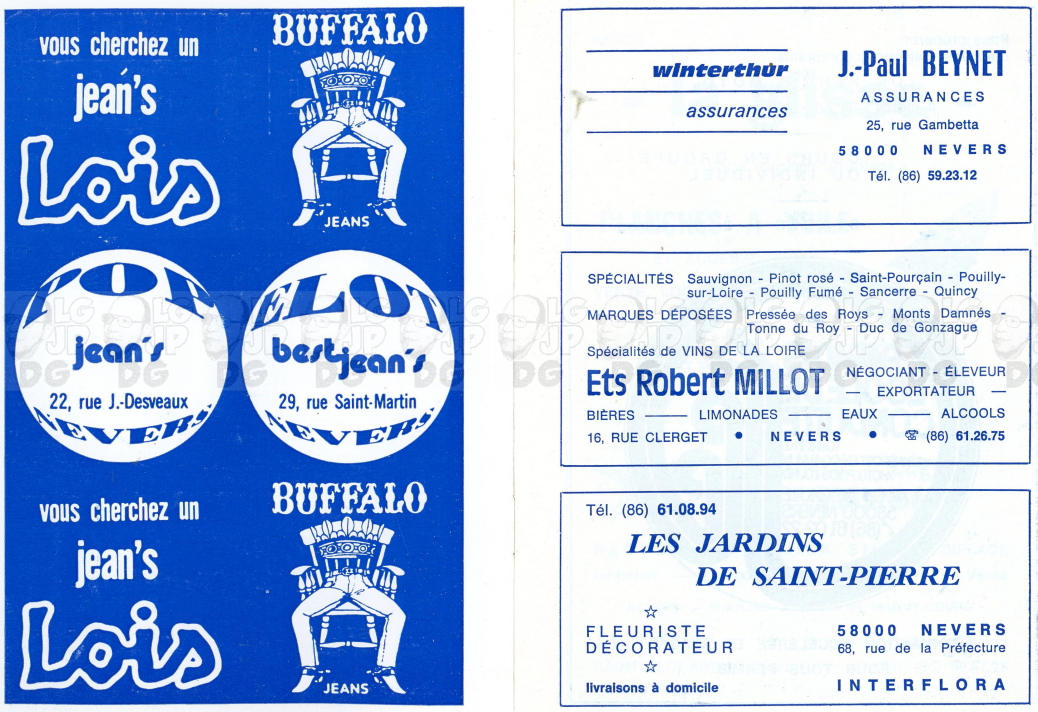 vous cherchez un
jean's
Lois
BUFFALO
JEANS
POT
jean's
22, rue J.-Desveaux
NEVERS
ELOT
best jean's
29, rue Saint-Martin
NEVERS
vous cherchez un
jean's
Lois
BUFFALO
JEANS
winterthur
assurances
J.-Paul BEYNET
ASSURANCES
25, rue Gambetta
58000 NEVERS
Tél. (86) 59.23.12
SPÉCIALITÉS Sauvignon - Pinot rosé - Saint-Pourçain - Pouilly-
sur-Loire - Pouilly Fumé - Sancerre - Quincy
MARQUES DÉPOSÉES Pressée des Roys - Monts Damnés -
Tonne du Roy - Duc de Gonzague
Spécialités de VINS DE LA LOIRE
Ets Robert MILLOT
NÉGOCIANT - ÉLEVEUR
— EXPORTATEUR —
BIÈRES —— LIMONADES —— EAUX —— ALCOOLS
16, RUE CLERGET • NEVERS • ☏ (86) 61.26.75
Tél. (86) 61.08.94
LES JARDINS
DE SAINT-PIERRE
☆
FLEURISTE
DÉCORATEUR
☆
livraisons à domicile
58000 NEVERS
68, rue de la Préfecture
INTERFLORA